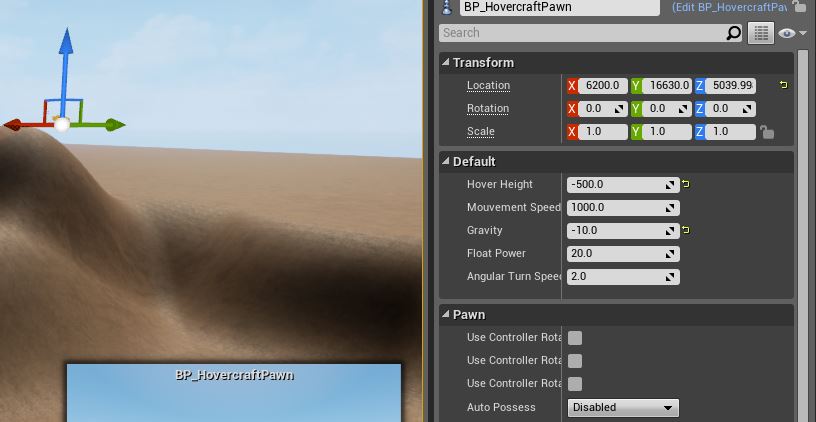 BP_HovercraftPawn
(Edit BP_HovercraftPaw
Search
Transform
Location X 6200.0 Y 16630.0 Z 5039.99
Rotation X 0.0 Y 0.0 Z 0.0
Scale X 1.0 Y 1.0 Z 1.0
Default
Hover Height -500.0
Mouvement Speed 1000.0
Gravity -10.0
Float Power 20.0
Angular Turn Spee 2.0
Pawn
Use Controller Rota
Use Controller Rota
Use Controller Rota
Auto Possess Disabled
BP_HovercraftPawn